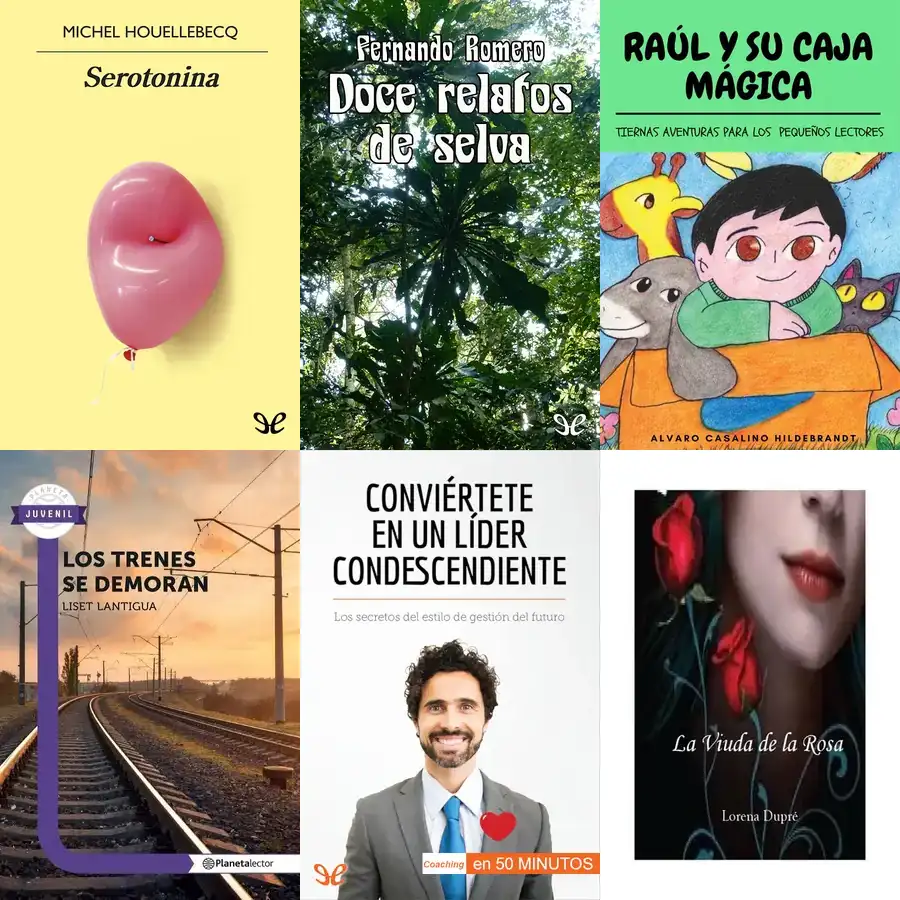 MICHEL HOUELLEBECQ
Serotonina
Fernando Romero
Doce relatos
de selva
RAÚL Y SU CAJA
MÁGICA
TIERNAS AVENTURAS PARA LOS PEQUEÑOS LECTORES
ALVARO CASALINO HILDEBRANDT
PLANETA
JUVENIL
LOS TRENES
SE DEMORAN
LISET LANTIGUA
Planetalector
CONVIÉRTETE
EN UN LÍDER
CONDESCENDIENTE
Los secretos del estilo de gestión del futuro
Coaching en 50 MINUTOS
La Viuda de la Rosa
Lorena Dupré